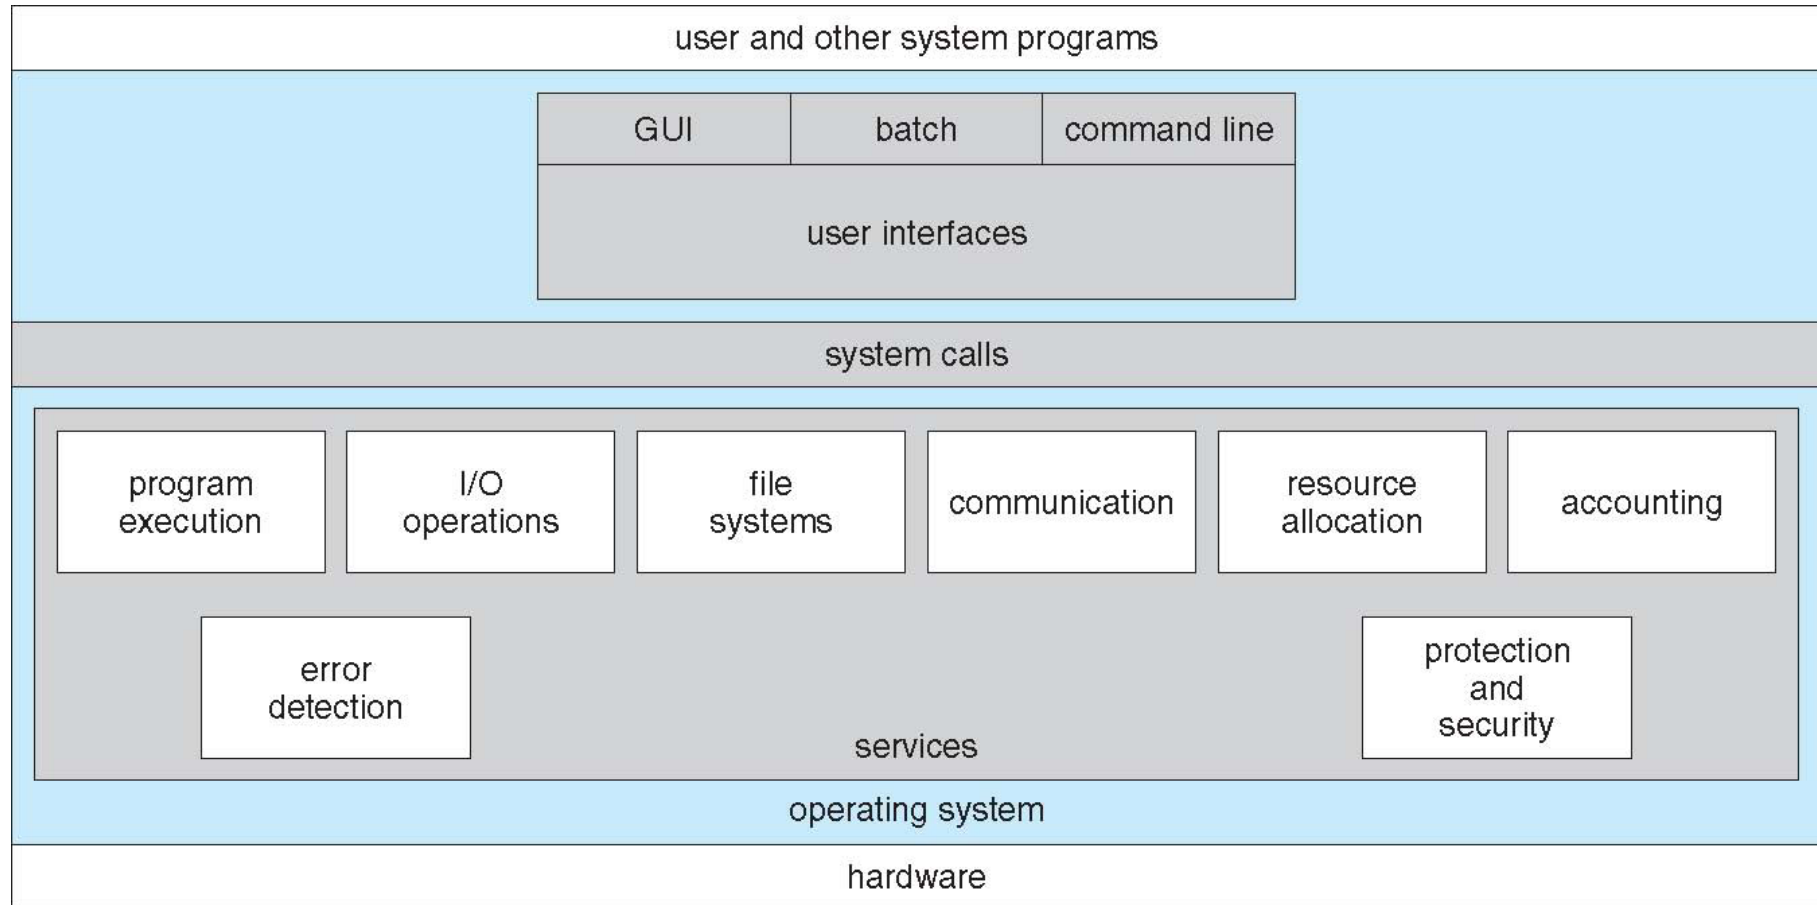 user and other system programs
GUI
batch
command line
user interfaces
system calls
program
execution
I/O
operations
file
systems
communication
resource
allocation
accounting
error
detection
protection
and
security
services
operating system
hardware